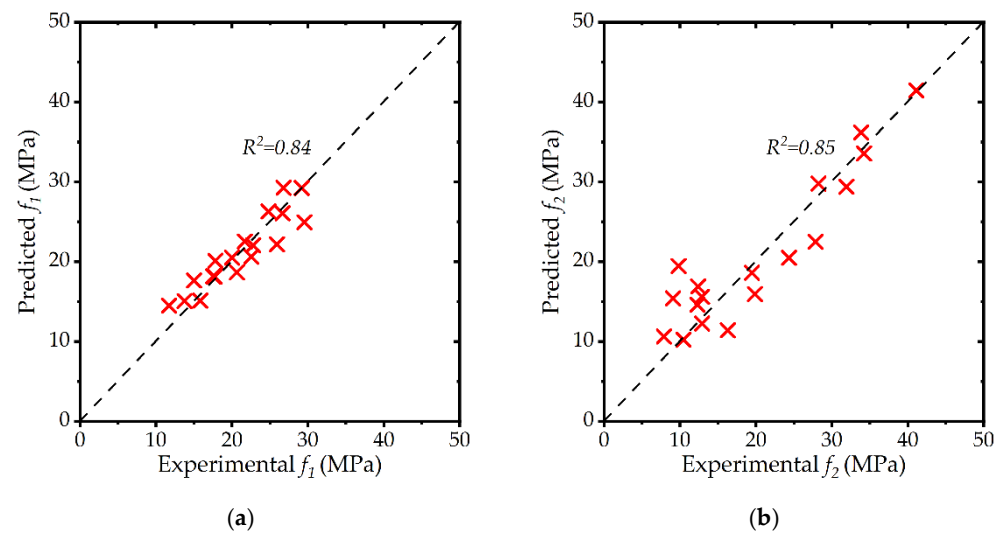 50
40
30
20
10
0
Predicted f1 (MPa)
R2=0.84
0 10 20 30 40 50
Experimental f1 (MPa)
(a)
50
40
30
20
10
0
Predicted f2 (MPa)
R2=0.85
0 10 20 30 40 50
Experimental f2 (MPa)
(b)